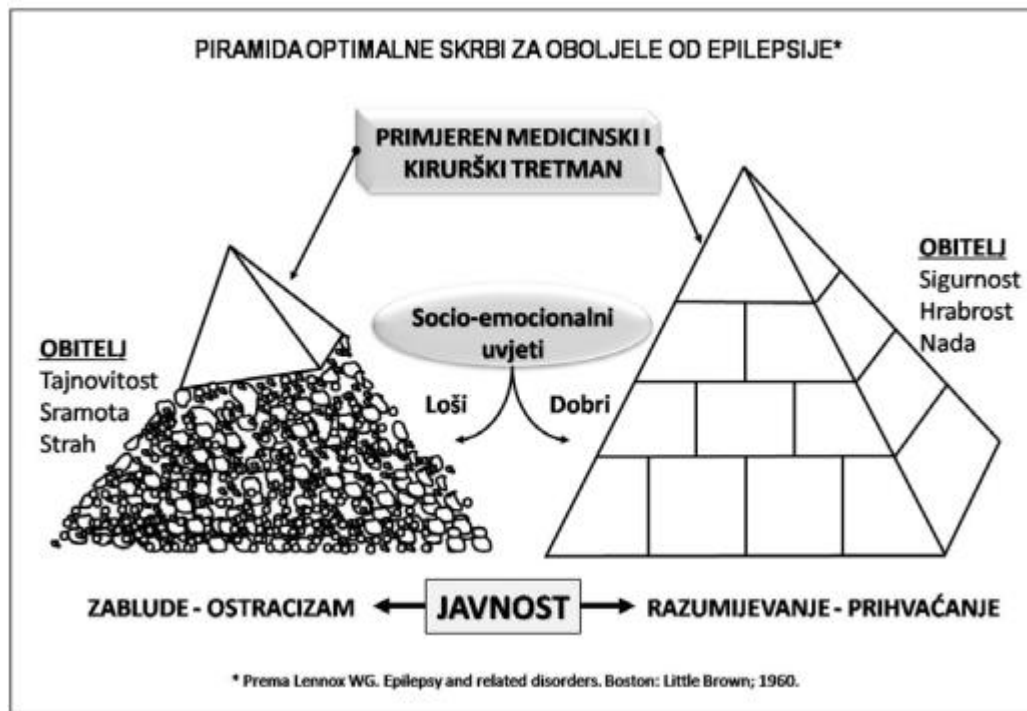 PIRAMIDA OPTIMALNE SKRBI ZA OBOLJELE OD EPILEPSIJE*
PRIMJEREN MEDICINSKI I
KIRURŠKI TRETMAN
OBITELJ
Tajnovitost
Sramota
Strah
Socio-emocionalni
uvjeti
Loši
Dobri
OBITELJ
Sigurnost
Hrabrost
Nada
ZABLUDE - OSTRACIZAM
JAVNOST
RAZUMIJEVANJE - PRIHVAĆANJE
* Prema Lennox WG. Epilepsy and related disorders. Boston: Little Brown; 1960.